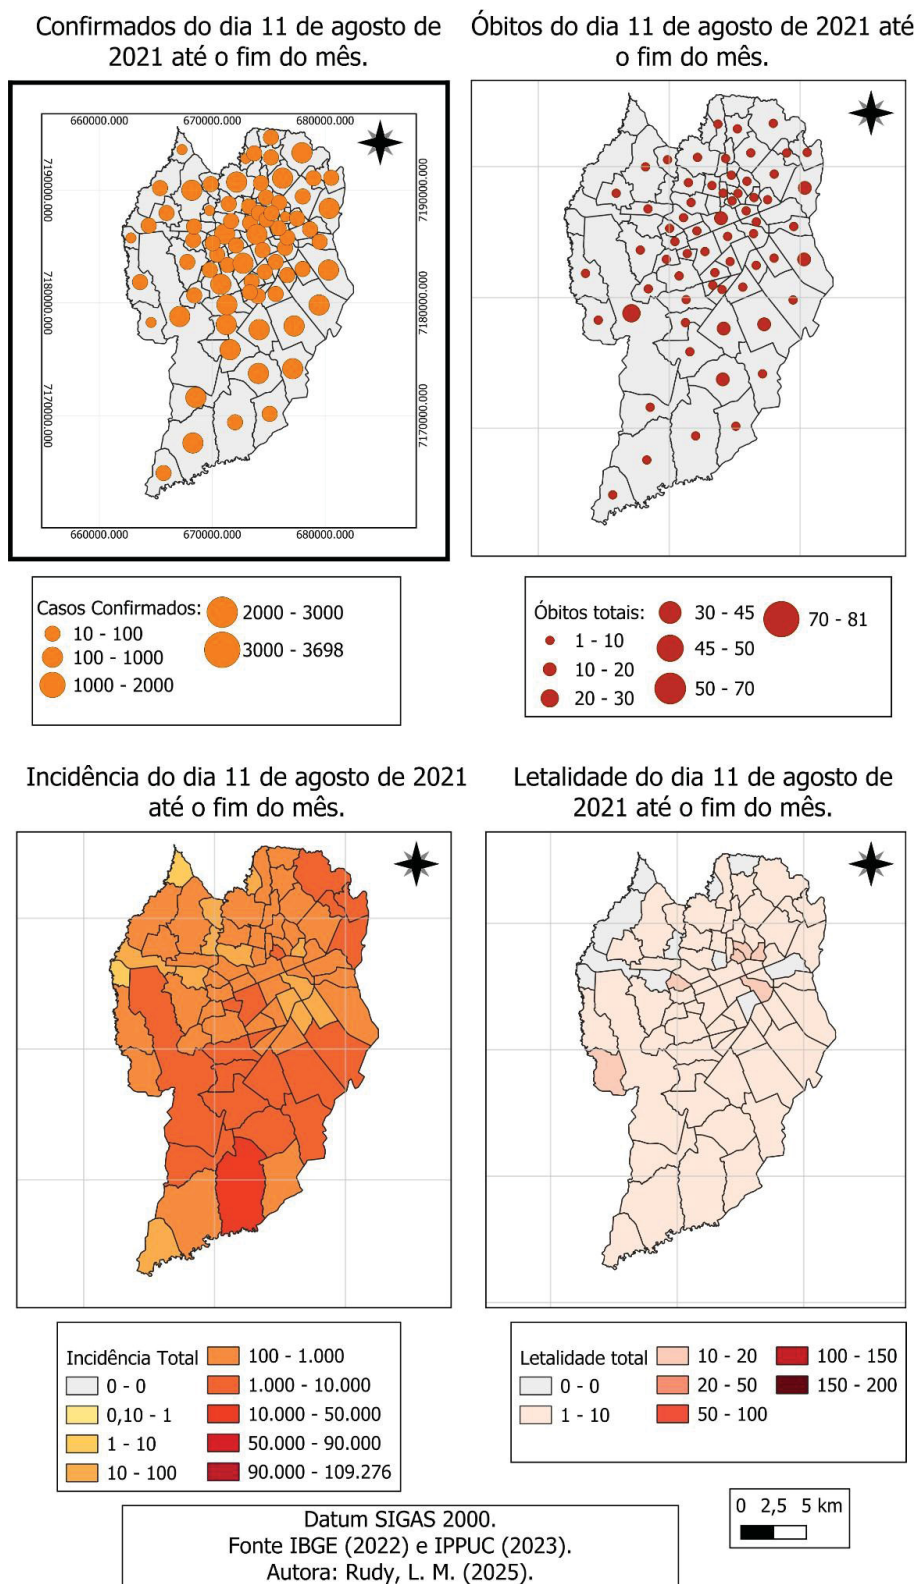 Confirmados do dia 11 de agosto de
2021 até o fim do mês.
660000.000 670000.000 680000.000
7190000.000 7190000.000
7180000.000 7180000.000
7170000.000 7170000.000
660000.000 670000.000 680000.000
Casos Confirmados:
10 - 100
100 - 1000
1000 - 2000
2000 - 3000
3000 - 3698
Óbitos do dia 11 de agosto de 2021 até
o fim do mês.
Óbitos totais:
1 - 10
10 - 20
20 - 30
30 - 45
45 - 50
50 - 70
70 - 81
Incidência do dia 11 de agosto de 2021
até o fim do mês.
Incidência Total
0 - 0
0,10 - 1
1 - 10
10 - 100
100 - 1.000
1.000 - 10.000
10.000 - 50.000
50.000 - 90.000
90.000 - 109.276
Letalidade do dia 11 de agosto de
2021 até o fim do mês.
Letalidade total
0 - 0
1 - 10
10 - 20
20 - 50
50 - 100
100 - 150
150 - 200
0 2,5 5 km
Datum SIGAS 2000.
Fonte IBGE (2022) e IPPUC (2023).
Autora: Rudy, L. M. (2025).